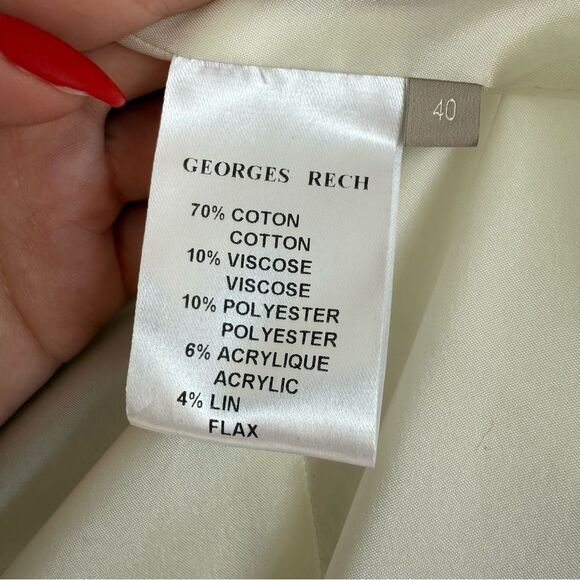 40
GEORGES RECH
70% COTON
COTTON
10% VISCOSE
VISCOSE
10% POLYESTER
POLYESTER
6% ACRYLIQUE
ACRYLIC
4% LIN
FLAX